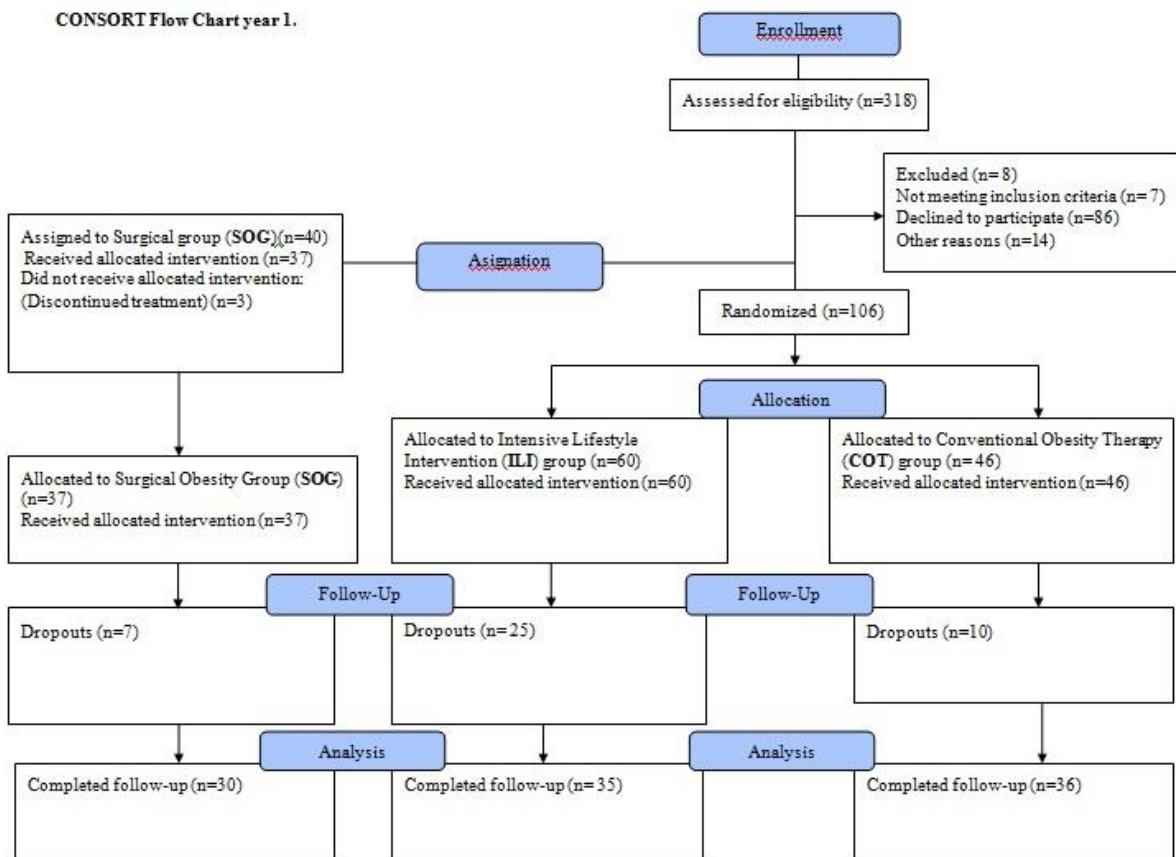 CONSORT Flow Chart year 1.
Enrollment
Assessed for eligibility (n=318)
Excluded (n= 8)
Not meeting inclusion criteria (n= 7)
Declined to participate (n=86)
Other reasons (n=14)
Assigned to Surgical group (SOG)(n=40)
Received allocated intervention (n=37)
Did not receive allocated intervention:
(Discontinued treatment) (n=3)
Asignation
Randomized (n=106)
Allocation
Allocated to Surgical Obesity Group (SOG)
(n=37)
Received allocated intervention (n=37)
Allocated to Intensive Lifestyle
Intervention (ILI) group (n=60)
Received allocated intervention (n=60)
Allocated to Conventional Obesity Therapy
(COT) group (n= 46)
Received allocated intervention (n=46)
Follow-Up
Follow-Up
Dropouts (n=7)
Dropouts (n= 25)
Dropouts (n=10)
Analysis
Analysis
Completed follow-up (n=30)
Completed follow-up (n= 35)
Completed follow-up (n=36)